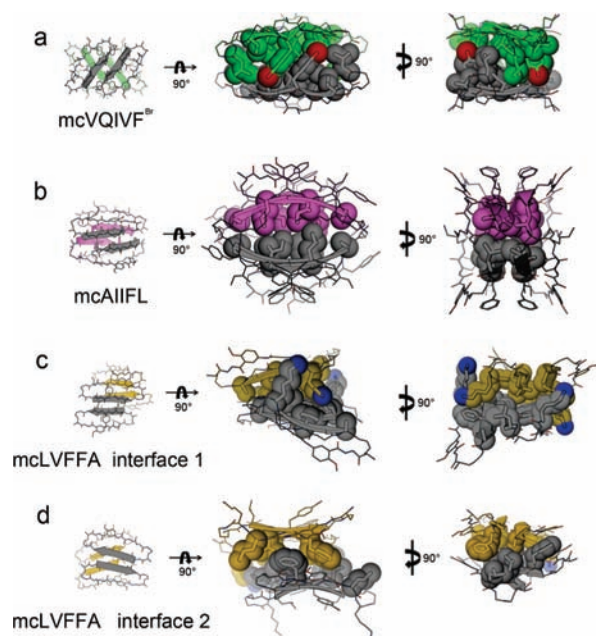 a
90°
90°
mcVQIVF Br
b
90°
90°
mcAIIFL
c
90°
90°
mcLVFFA interface 1
d
90°
90°
mcLVFFA interface 2